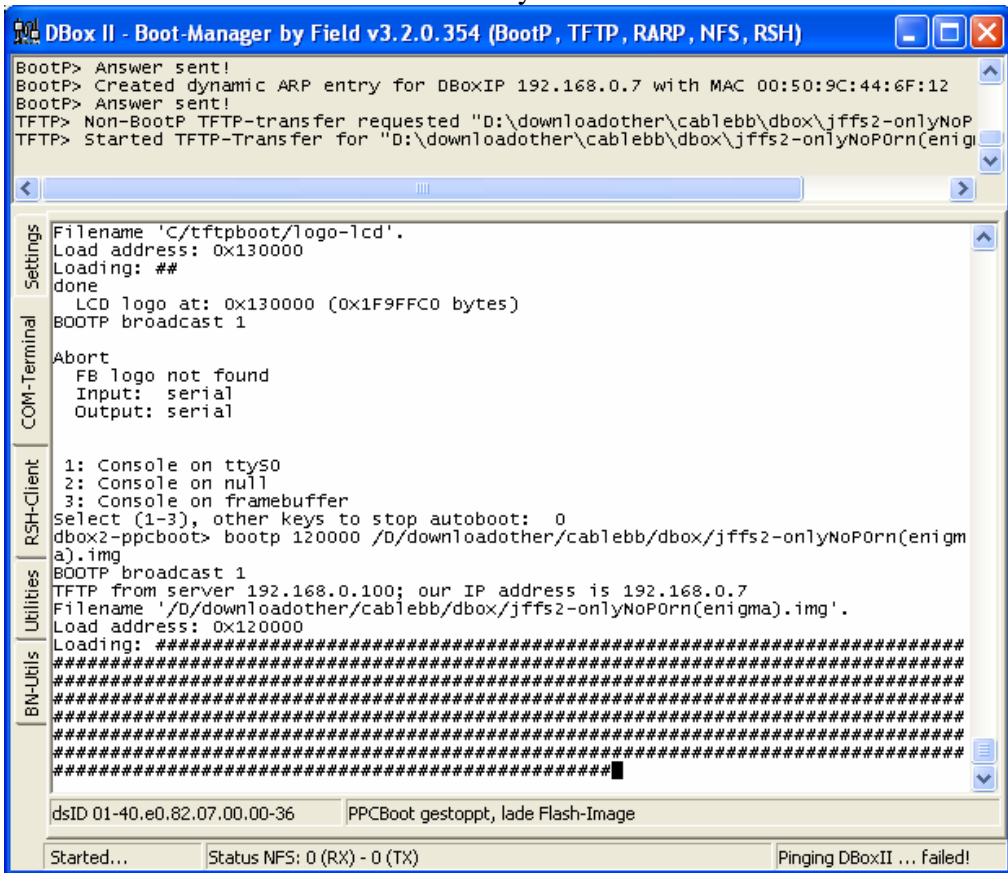 DBox II - Boot-Manager by Field v3.2.0.354 (BootP, TFTP, RARP, NFS, RSH)
BootP> Answer sent!
BootP> Created dynamic ARP entry for DBoxIP 192.168.0.7 with MAC 00:50:9C:44:6F:12
BootP> Answer sent!
TFTP> Non-BootP TFTP-transfer requested "D:\downloadother\cablebb\dbox\jffs2-onlyNoP
TFTP> Started TFTP-Transfer for "D:\downloadother\cablebb\dbox\jffs2-onlyNoP0rn(enig
Settings
COM-Terminal
RSH-Client
Utilities
BN-Utils
Filename 'C/tftpboot/logo-lcd'.
Load address: 0x130000
Loading: ##
done
LCD logo at: 0x130000 (0x1F9FFC0 bytes)
BOOTP broadcast 1
Abort
FB logo not found
Input: serial
Output: serial
1: Console on ttyS0
2: Console on null
3: Console on framebuffer
Select (1-3), other keys to stop autoboot: 0
dbox2-ppcboot> bootp 120000 /D/downloadother/cablebb/dbox/jffs2-onlyNoP0rn(enigm
a).img
BOOTP broadcast 1
TFTP from server 192.168.0.100; our IP address is 192.168.0.7
Filename '/D/downloadother/cablebb/dbox/jffs2-onlyNoP0rn(enigma).img'.
Load address: 0x120000
Loading: #################################################################
################################################################################
################################################################################
################################################################################
################################################################################
################################################################################
################################################################################
#################################################
dsID 01-40.e0.82.07.00.00-36
PPCBoot gestoppt, lade Flash-Image
Started...
Status NFS: 0 (RX) - 0 (TX)
Pinging DBoxII ... failed!